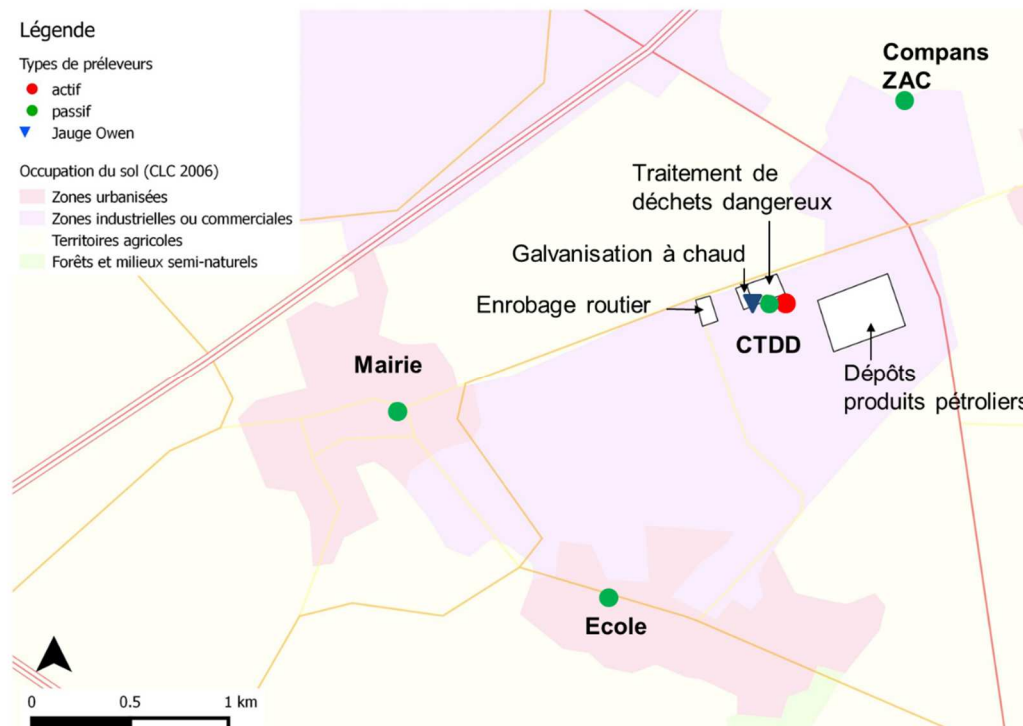 Légende
Types de préleveurs
actif
passif
Jauge Owen
Occupation du sol (CLC 2006)
Zones urbanisées
Zones industrielles ou commerciales
Territoires agricoles
Forêts et milieux semi-naturels
Compans
ZAC
Traitement de
déchets dangereux
Galvanisation à chaud
Enrobage routier
CTDD
Mairie
Dépôts
produits pétroliers
Ecole
0 0.5 1 km